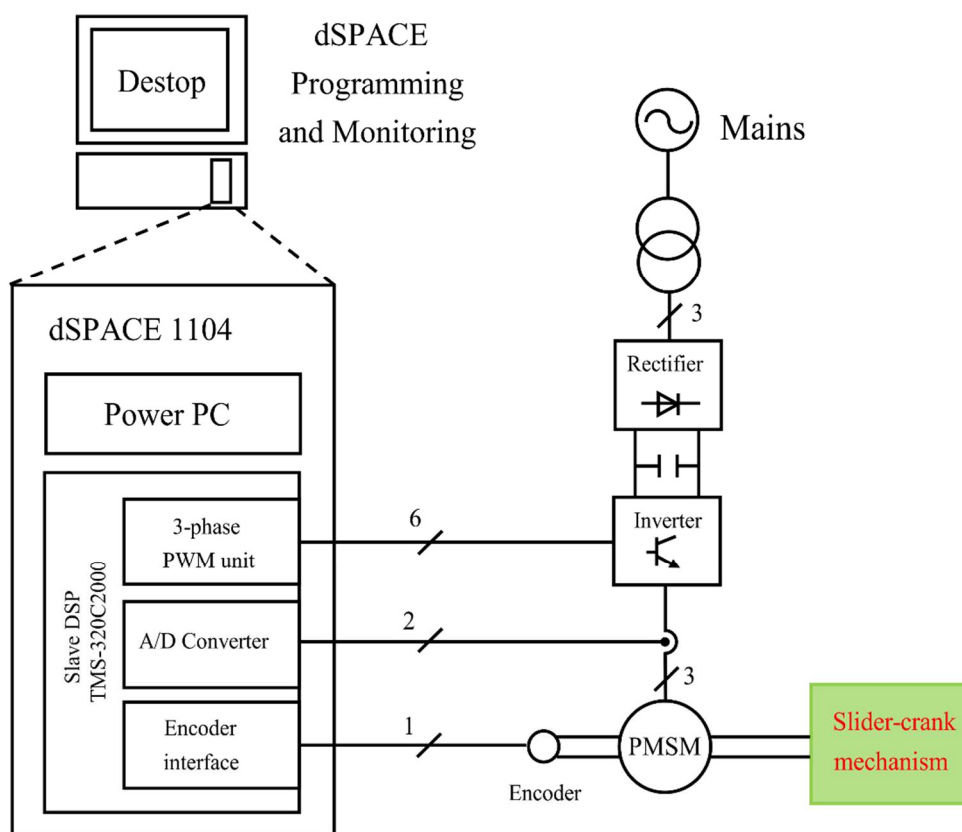 Destop
dSPACE
Programming
and Monitoring
Mains
3
dSPACE 1104
Rectifier
Power PC
Slave DSP
TMS-320C2000
3-phase
PWM unit
6
Inverter
A/D Converter
2
3
Encoder
interface
1
Encoder
PMSM
Slider-crank
mechanism